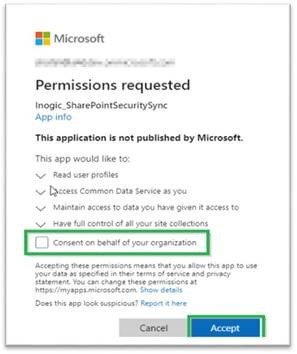 Microsoft
Permissions requested
Inogic_SharePointSecuritySync
App info
This application is not published by Microsoft.
This app would like to:
Read user profiles
Access Common Data Service as you
Maintain access to data you have given it access to
Have full control of all your site collections
Consent on behalf of your organization
Accepting these permissions means that you allow this app to use
your data as specified in their terms of service and privacy
statement. You can change these permissions at
https://myapps.microsoft.com. Show details
Does this app look suspicious? Report it here
Cancel
Accept